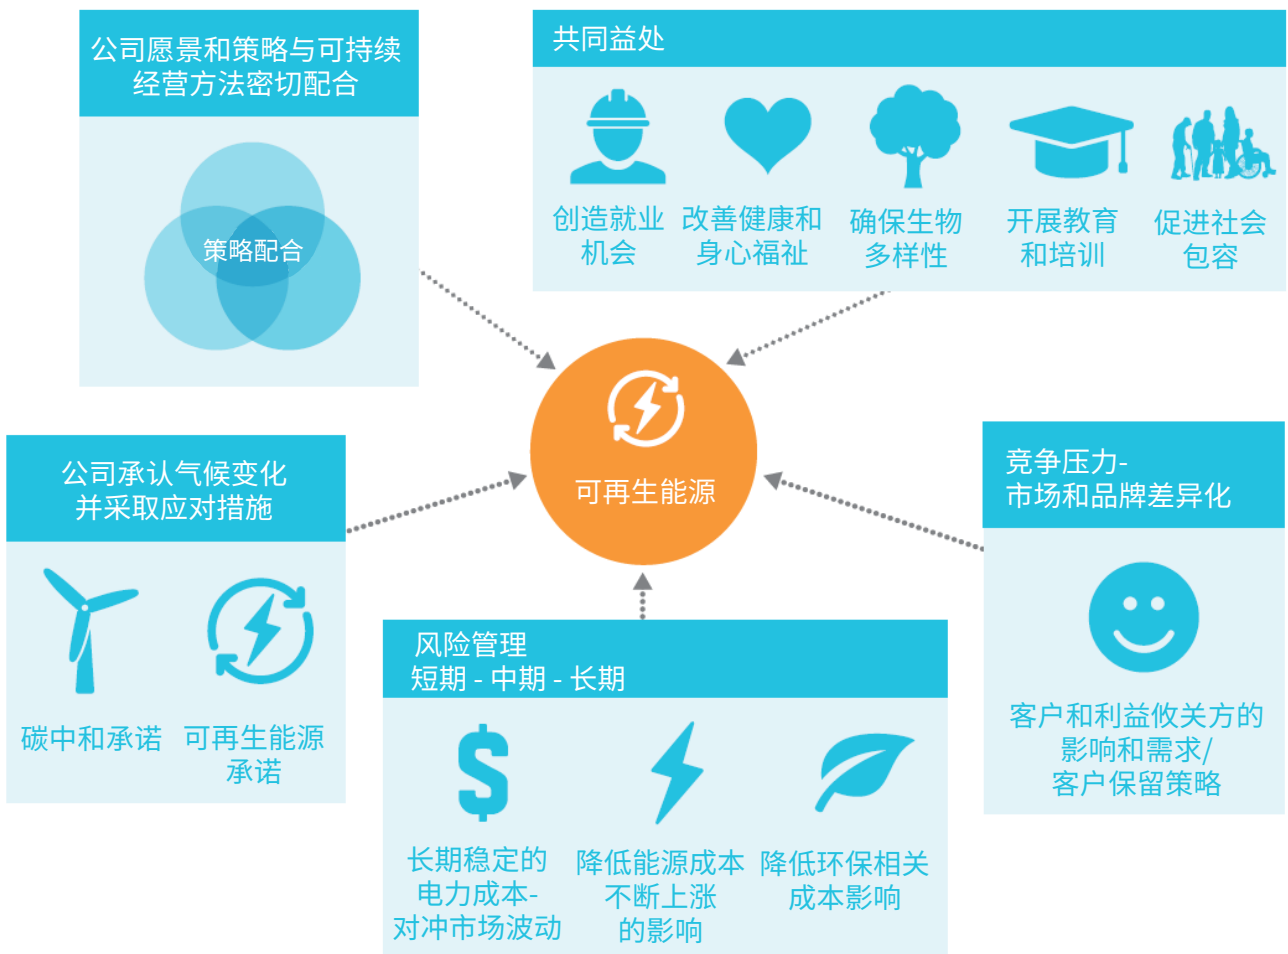 公司愿景和策略与可持续
经营方法密切配合
策略配合
共同益处
创造就业
机会
改善健康和
身心福祉
确保生物
多样性
开展教育
和培训
促进社会
包容
可再生能源
公司承认气候变化
并采取应对措施
碳中和承诺
可再生能源
承诺
竞争压力-
市场和品牌差异化
客户和利益攸关方的
影响和需求/
客户保留策略
风险管理
短期 - 中期 - 长期
长期稳定的
电力成本-
对冲市场波动
降低能源成本
不断上涨
的影响
降低环保相关
成本影响